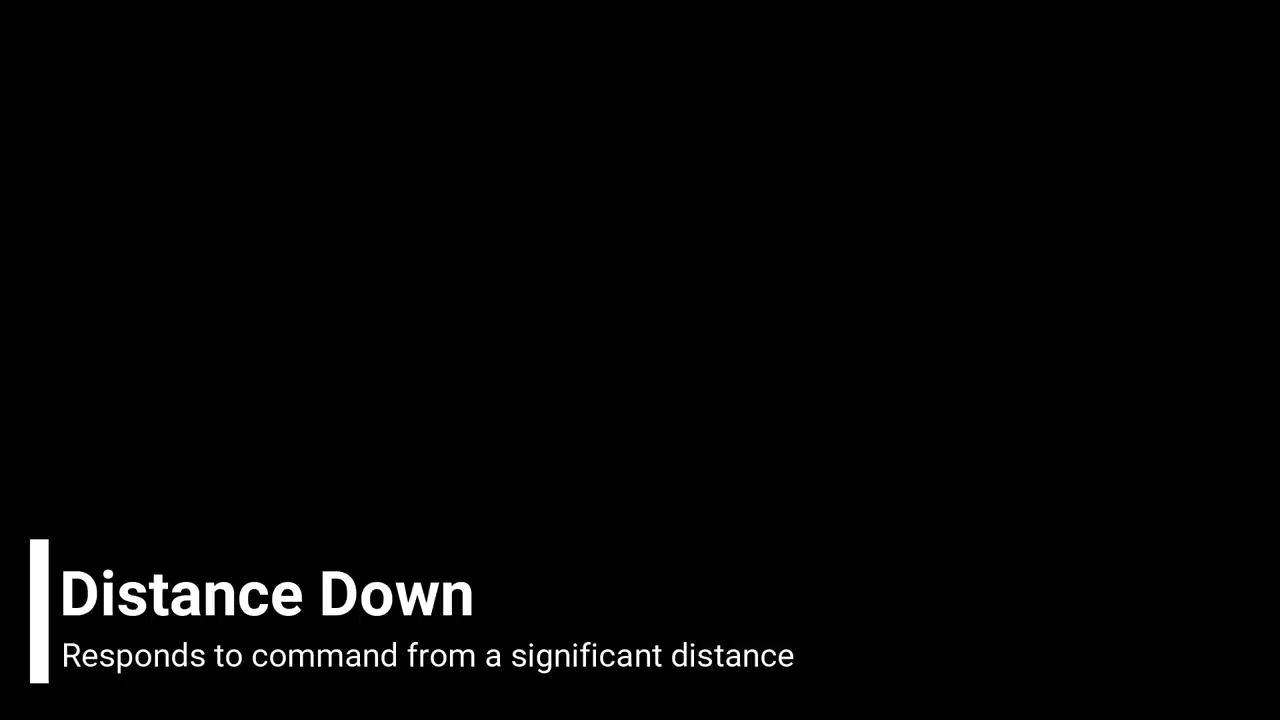 Distance Down
Responds to command from a significant distance